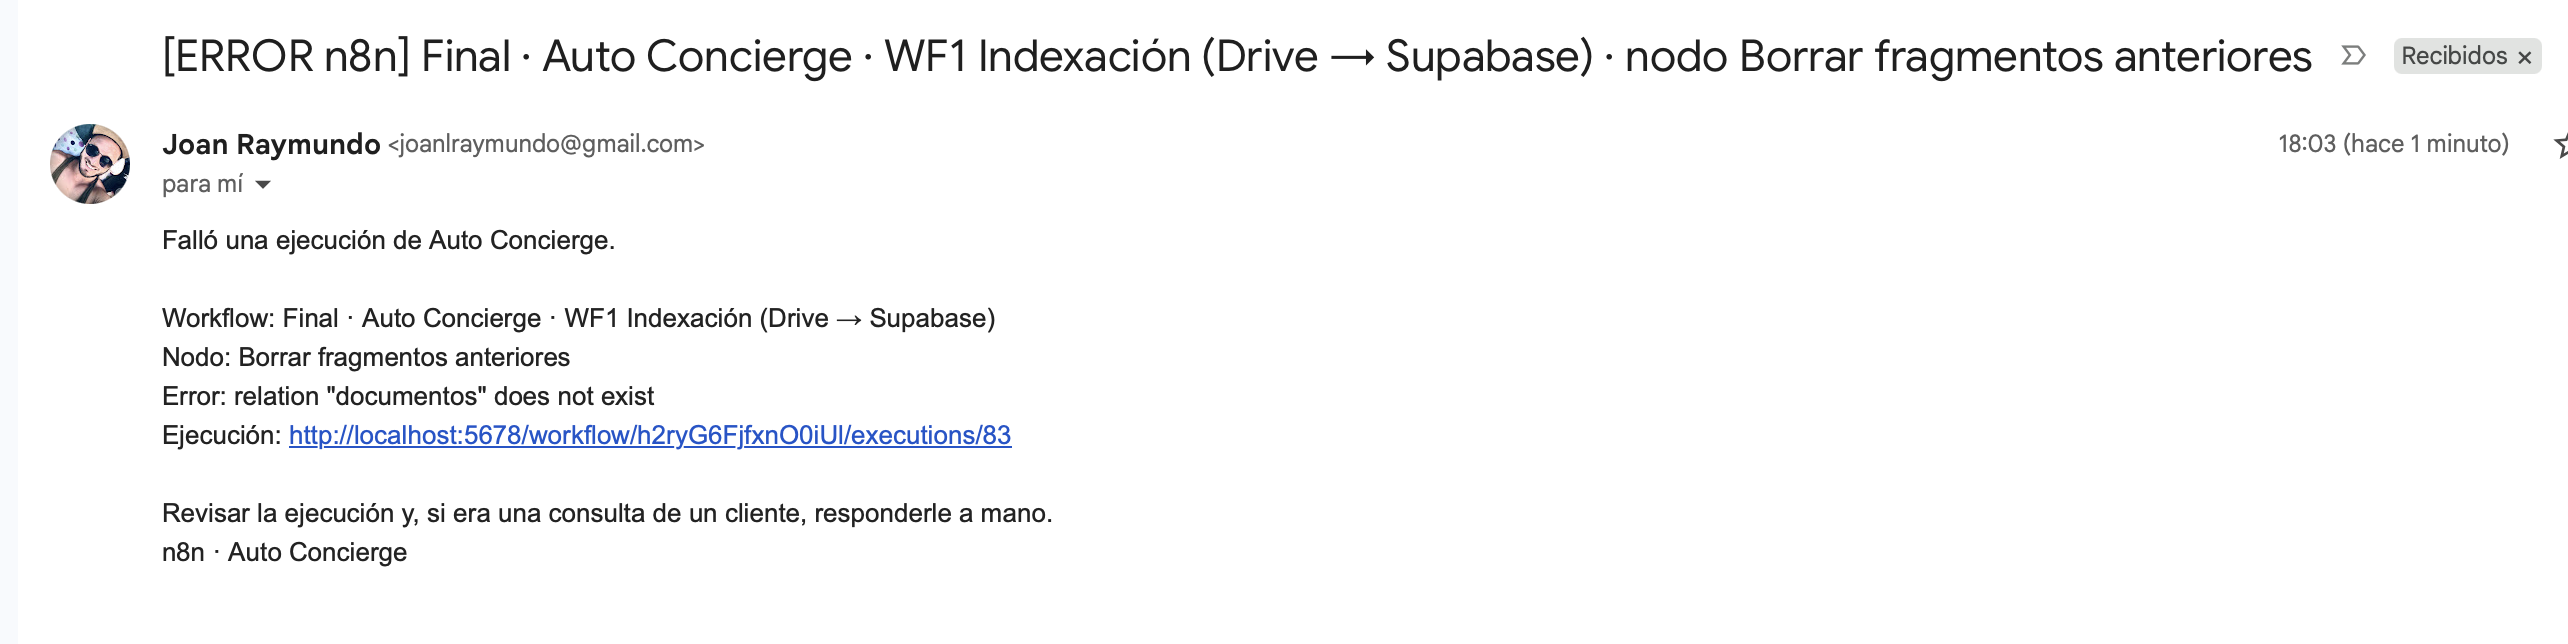 [ERROR n8n] Final · Auto Concierge · WF1 Indexación (Drive → Supabase) · nodo Borrar fragmentos anteriores Recibidos ×
Joan Raymundo <joanlraymundo@gmail.com> 18:03 (hace 1 minuto)
para mí
Falló una ejecución de Auto Concierge.
Workflow: Final · Auto Concierge · WF1 Indexación (Drive → Supabase)
Nodo: Borrar fragmentos anteriores
Error: relation "documentos" does not exist
Ejecución: http://localhost:5678/workflow/h2ryG6FjfxnO0iUl/executions/83
Revisar la ejecución y, si era una consulta de un cliente, responderle a mano.
n8n · Auto Concierge